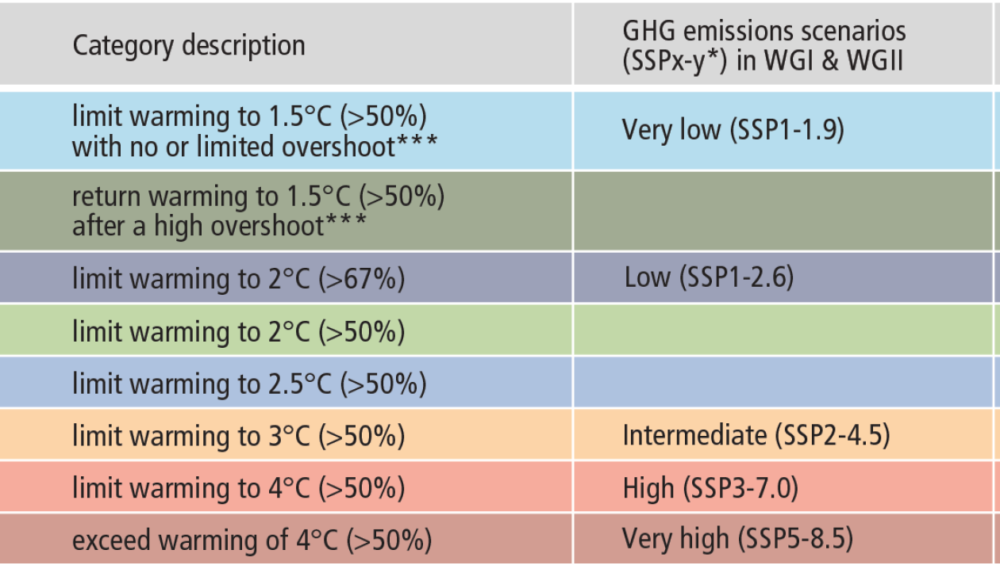 Category description
GHG emissions scenarios
(SSPx-y*) in WGI & WGII
limit warming to 1.5°C (>50%)
with no or limited overshoot***
Very low (SSP1-1.9)
return warming to 1.5°C (>50%)
after a high overshoot***
limit warming to 2°C (>67%)
Low (SSP1-2.6)
limit warming to 2°C (>50%)
limit warming to 2.5°C (>50%)
limit warming to 3°C (>50%)
Intermediate (SSP2-4.5)
limit warming to 4°C (>50%)
High (SSP3-7.0)
exceed warming of 4°C (>50%)
Very high (SSP5-8.5)